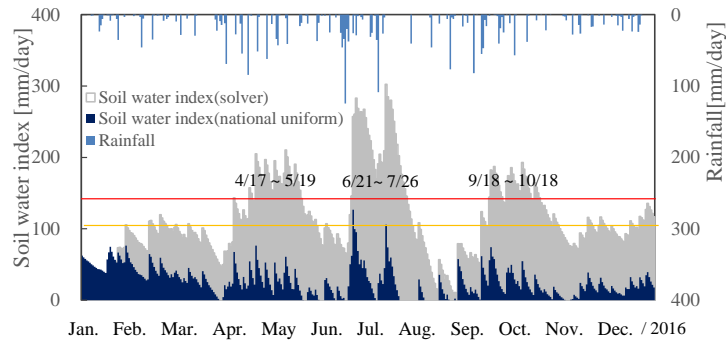 0
400
0
Soil water index [mm/day]
300
100
Rainfall[mm/day]
Soil water index(solver)
Soil water index(national uniform)
Rainfall
200
200
4/17 ~ 5/19
6/21~ 7/26
9/18 ~ 10/18
100
300
0
400
Jan. Feb. Mar. Apr. May Jun. Jul. Aug. Sep. Oct. Nov. Dec. / 2016